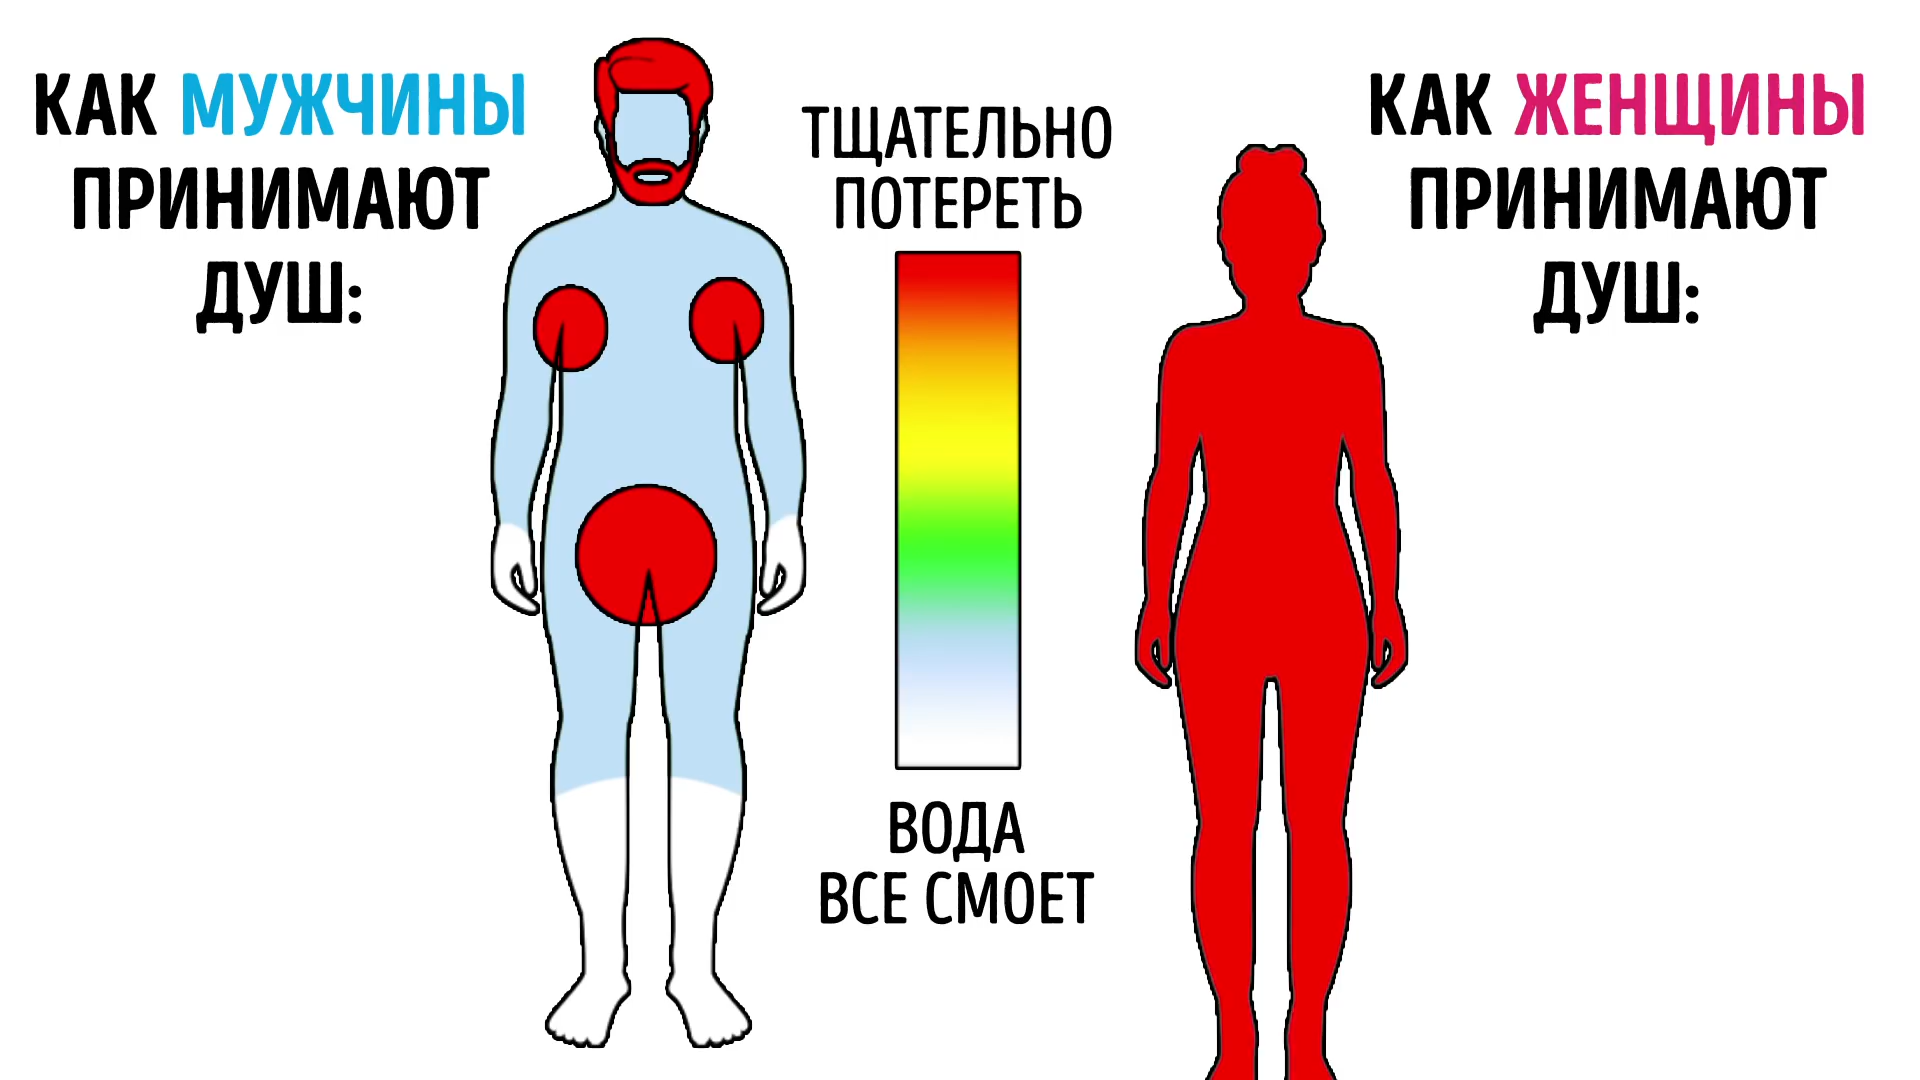 КАК МУЖЧИНЫ
ПРИНИМАЮТ
ДУШ:
ТЩАТЕЛЬНО
ПОТЕРЕТЬ
ВОДА
ВСЕ СМОЕТ
КАК ЖЕНЩИНЫ
ПРИНИМАЮТ
ДУШ: